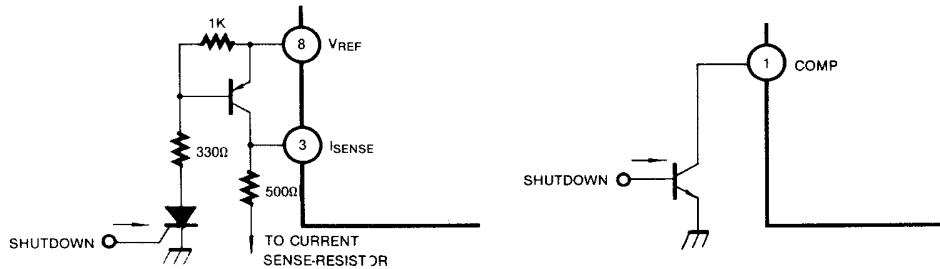 1K
8 VREF
1 COMP
3 ISENSE
330Ω
500Ω
SHUTDOWN
SHUTDOWN
TO CURRENT
SENSE-RESISTOR